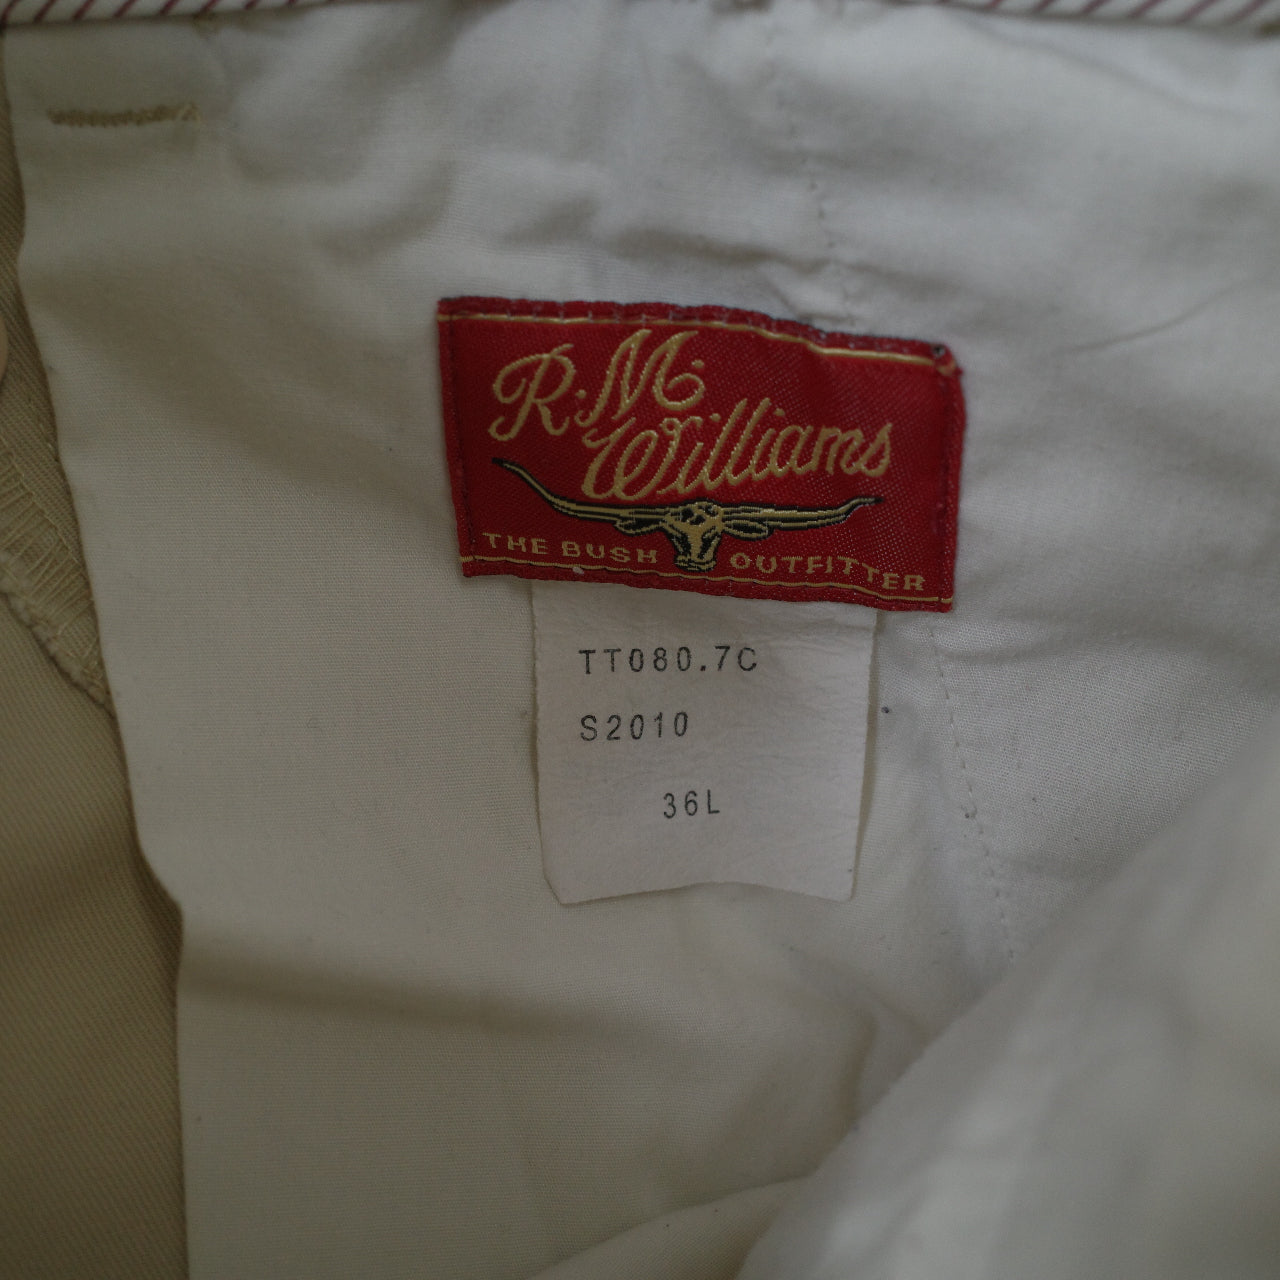 R.M.
Williams
THE BUSH OUTFITTER
TT080.7C
S2010
36L